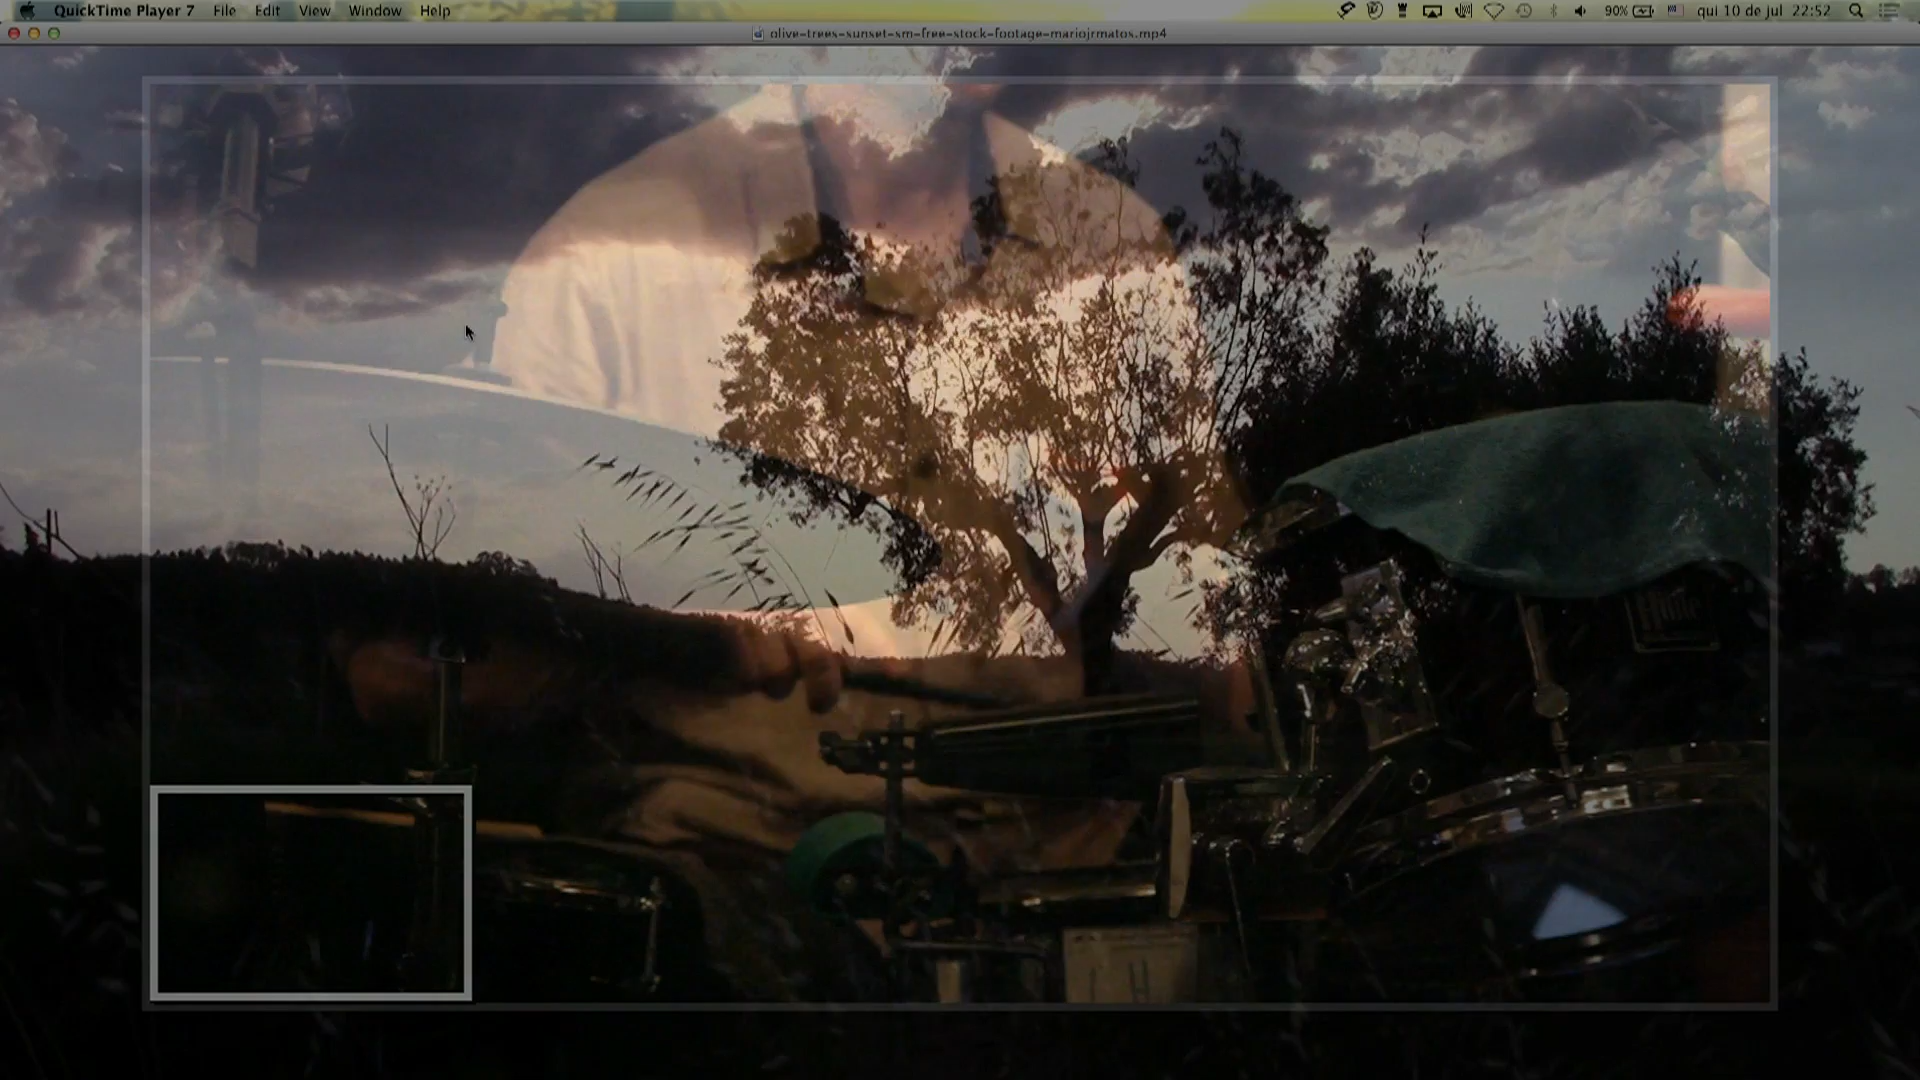 QuickTime Player 7 File Edit View Window Help 90% qui 10 de jul 22:52
olive-trees-sunset-sm-free-stock-footage-mariojrmatos.mp4